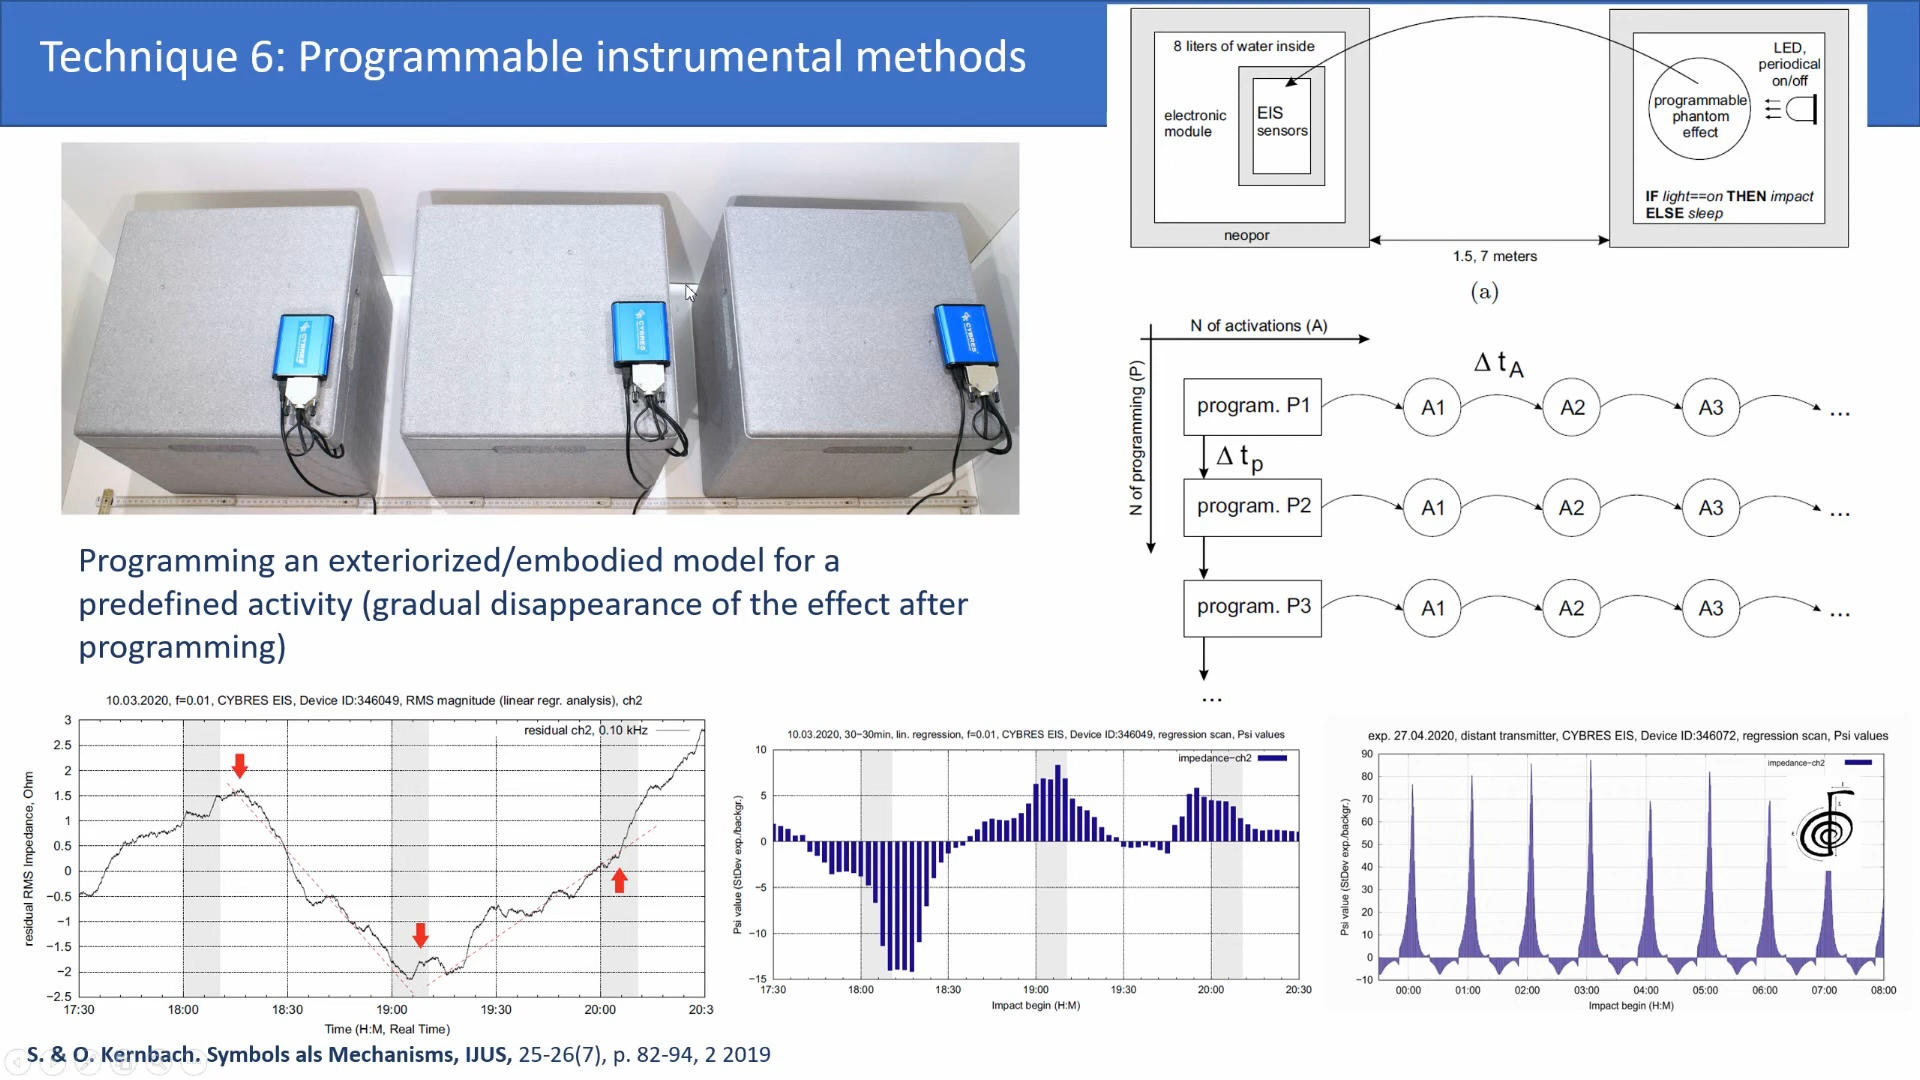 Technique 6: Programmable instrumental methods
8 liters of water inside
electronic
module
EIS
sensors
neopor
LED,
periodical
on/off
programmable
phantom
effect
IF light==on THEN impact
ELSE sleep
1.5, 7 meters
(a)
CYBRES
CYBRES
CYBRES
N of activations (A)
N of programming (P)
Δ tA
program. P1
A1
A2
A3
...
Δ tp
program. P2
A1
A2
A3
...
program. P3
A1
A2
A3
...
...
Programming an exteriorized/embodied model for a
predefined activity (gradual disappearance of the effect after
programming)
10.03.2020, f=0.01, CYBRES EIS, Device ID:346049, RMS magnitude (linear regr. analysis), ch2
residual ch2, 0.10 kHz
residual RMS Impedance, Ohm
3
2.5
2
1.5
1
0.5
0
−0.5
−1
−1.5
−2
−2.5
17:30
18:00
18:30
19:00
19:30
20:00
20:3
Time (H:M, Real Time)
10.03.2020, 30−30min, lin. regression, f=0.01, CYBRES EIS, Device ID:346049, regression scan, Psi values
impedance−ch2
Psi value (StDev exp./backgr.)
10
5
0
−5
−10
−15
17:30
18:00
18:30
19:00
19:30
20:00
20:30
Impact begin (H:M)
exp. 27.04.2020, distant transmitter, CYBRES EIS, Device ID:346072, regression scan, Psi values
impedance−ch2
Psi value (StDev exp./backgr.)
90
80
70
60
50
40
30
20
10
0
−10
00:00
01:00
02:00
03:00
04:00
05:00
06:00
07:00
08:00
Impact begin (H:M)
S. & O. Kernbach. Symbols als Mechanisms, IJUS, 25-26(7), p. 82-94, 2 2019